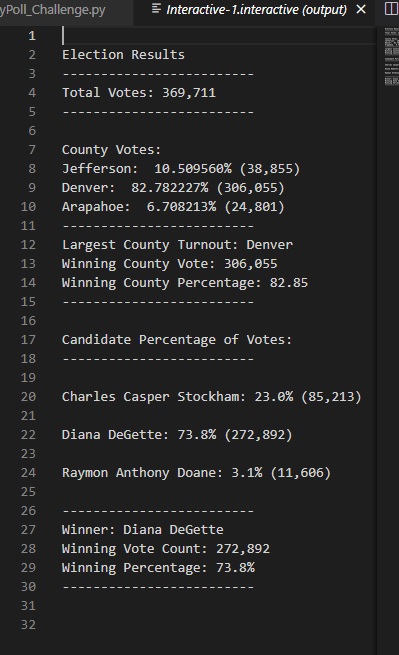 yPoll_Challenge.py
Interactive-1.interactive (output)
1
2 Election Results
3 -------------------------
4 Total Votes: 369,711
5 -------------------------
6
7 County Votes:
8 Jefferson:  10.509560% (38,855)
9 Denver:  82.782227% (306,055)
10 Arapahoe:  6.708213% (24,801)
11 -------------------------
12 Largest County Turnout: Denver
13 Winning County Vote: 306,055
14 Winning County Percentage: 82.85
15 -------------------------
16
17 Candidate Percentage of Votes:
18 -------------------------
19
20 Charles Casper Stockham: 23.0% (85,213)
21
22 Diana DeGette: 73.8% (272,892)
23
24 Raymon Anthony Doane: 3.1% (11,606)
25
26 -------------------------
27 Winner: Diana DeGette
28 Winning Vote Count: 272,892
29 Winning Percentage: 73.8%
30 -------------------------
31
32